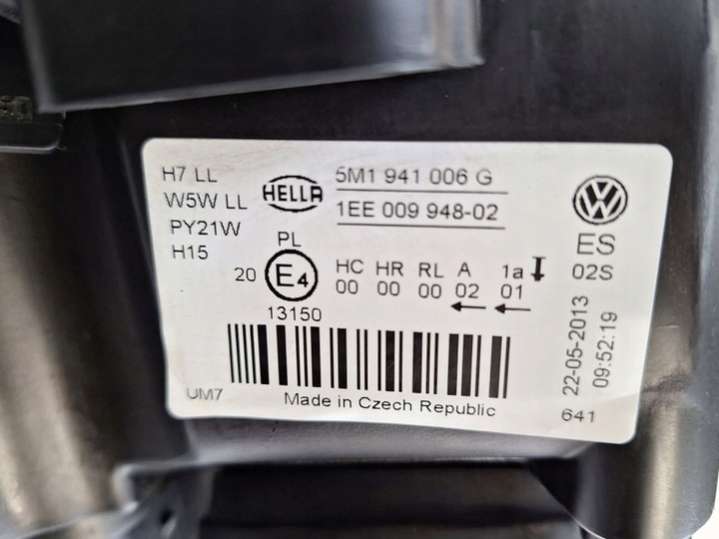 H7 LL
W5W LL
PY21W
H15
HELLA
5M1 941 006 G
1EE 009 948-02
PL
20 E4
13150
HC HR RL A 1a
00 00 00 02 01
ES
02S
22-05-2013
09:52:19
641
UM7
Made in Czech Republic